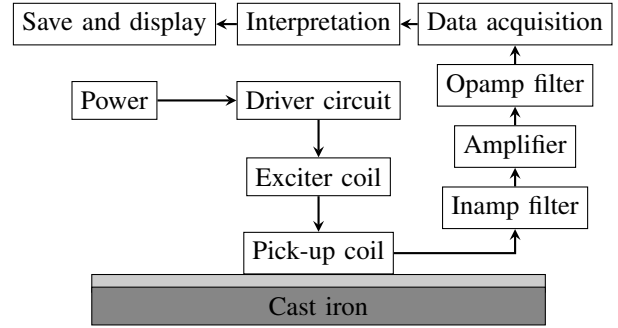 Save and display
Interpretation
Data acquisition
Opamp filter
Power
Driver circuit
Amplifier
Exciter coil
Inamp filter
Pick-up coil
Cast iron